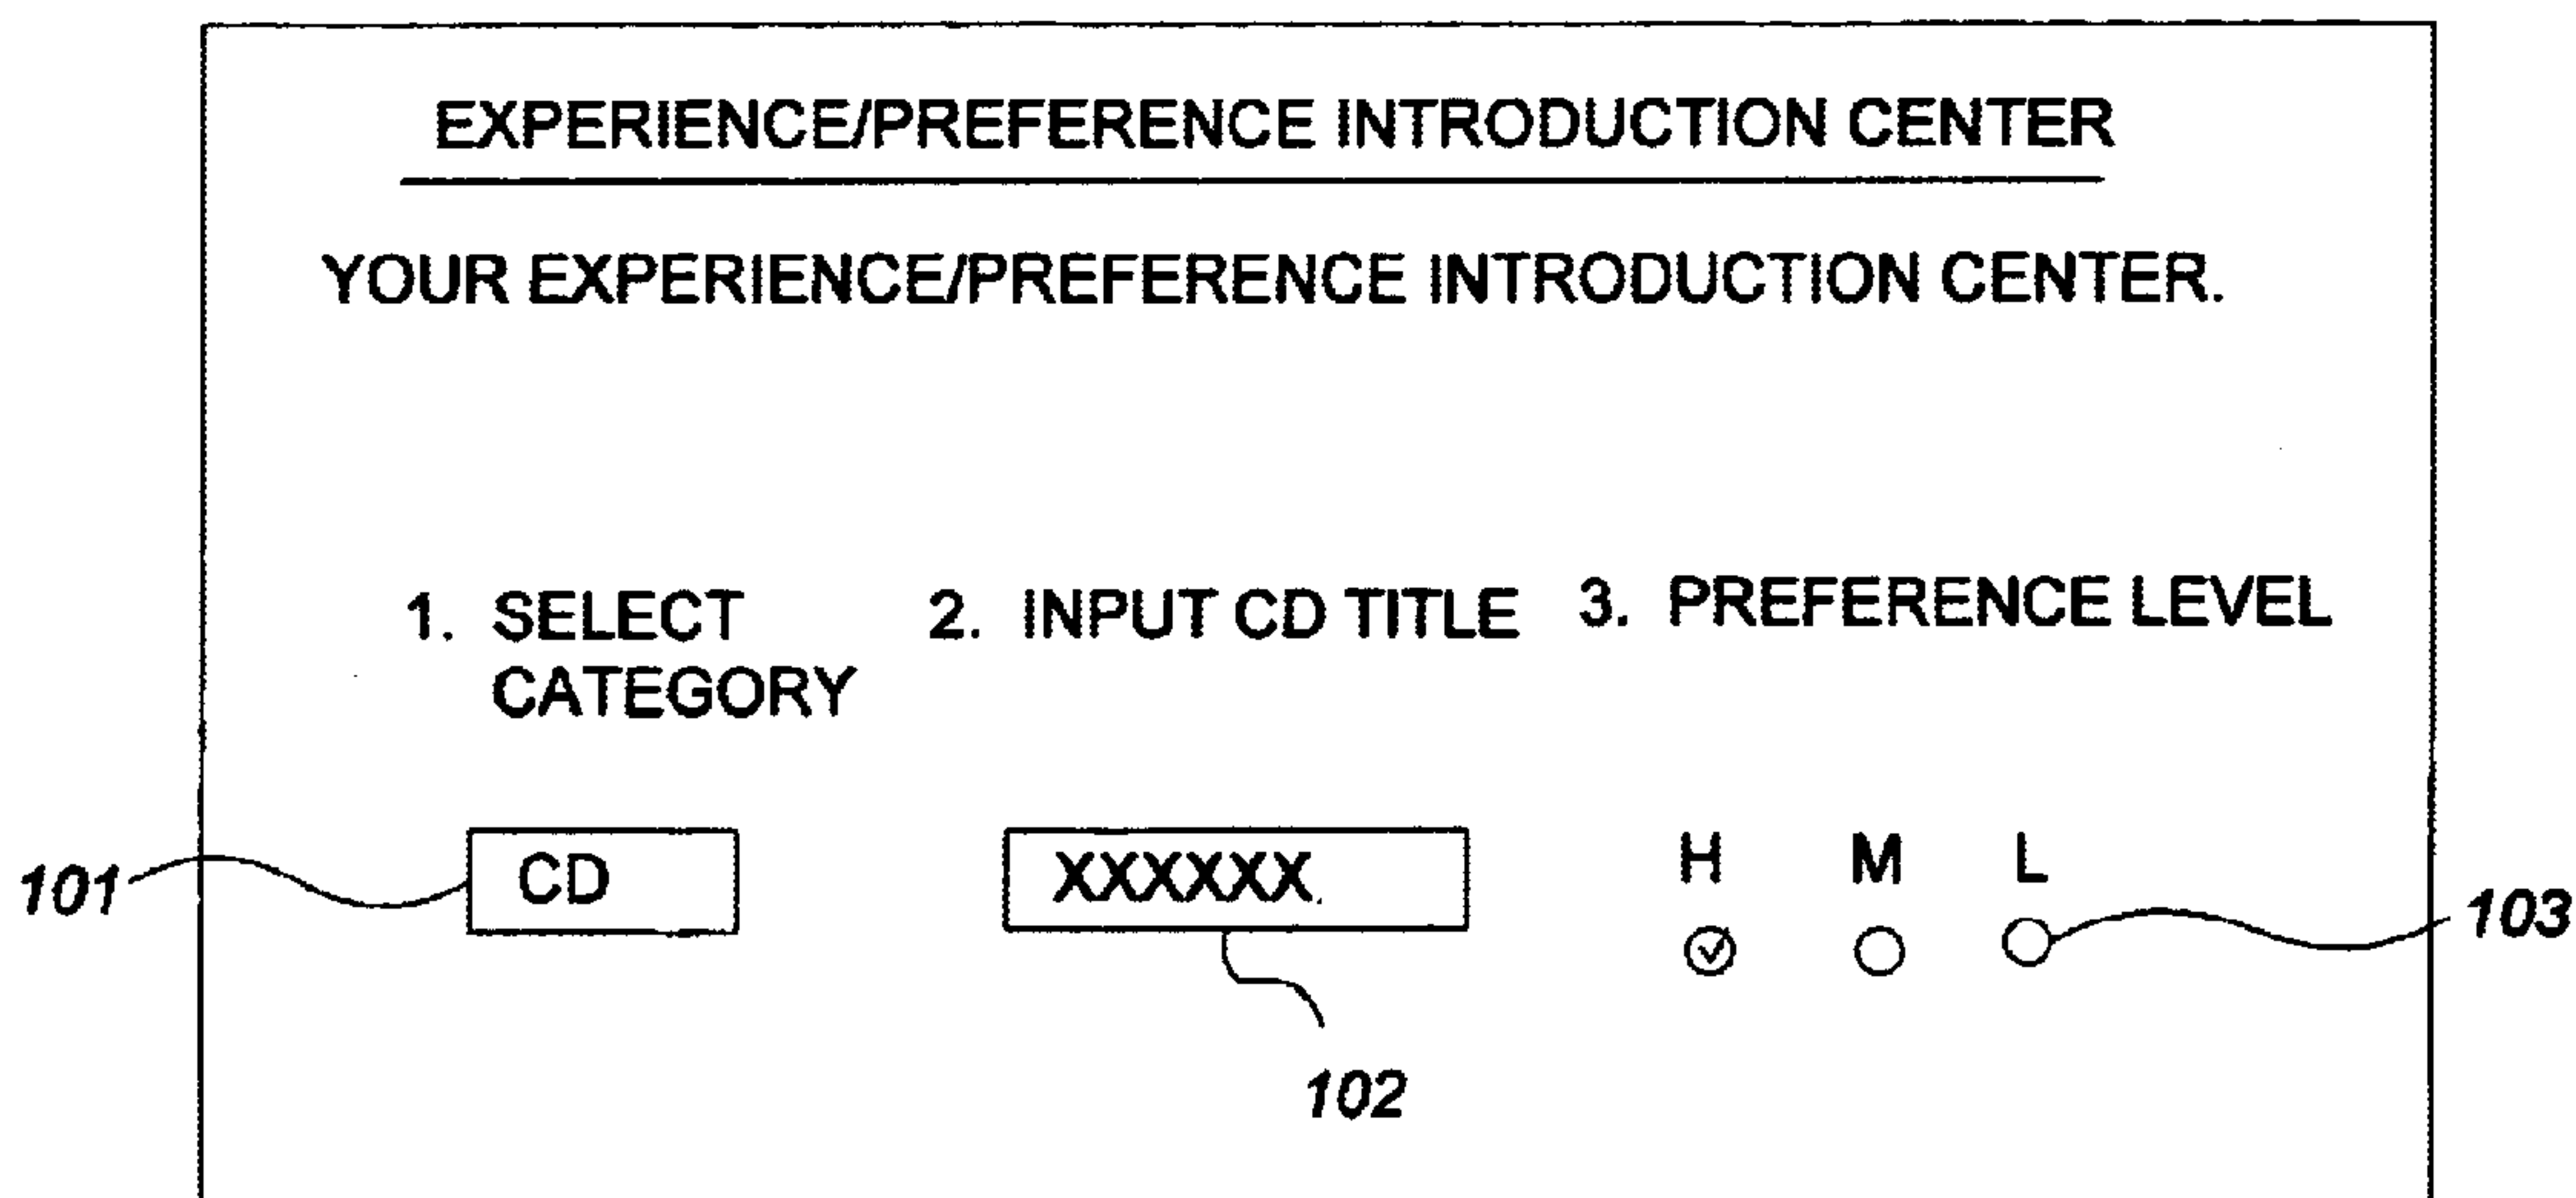 EXPERIENCE/PREFERENCE INTRODUCTION CENTER
YOUR EXPERIENCE/PREFERENCE INTRODUCTION CENTER.
1. SELECT CATEGORY
2. INPUT CD TITLE
3. PREFERENCE LEVEL
101
CD
XXXXXX.
H M L
103
102